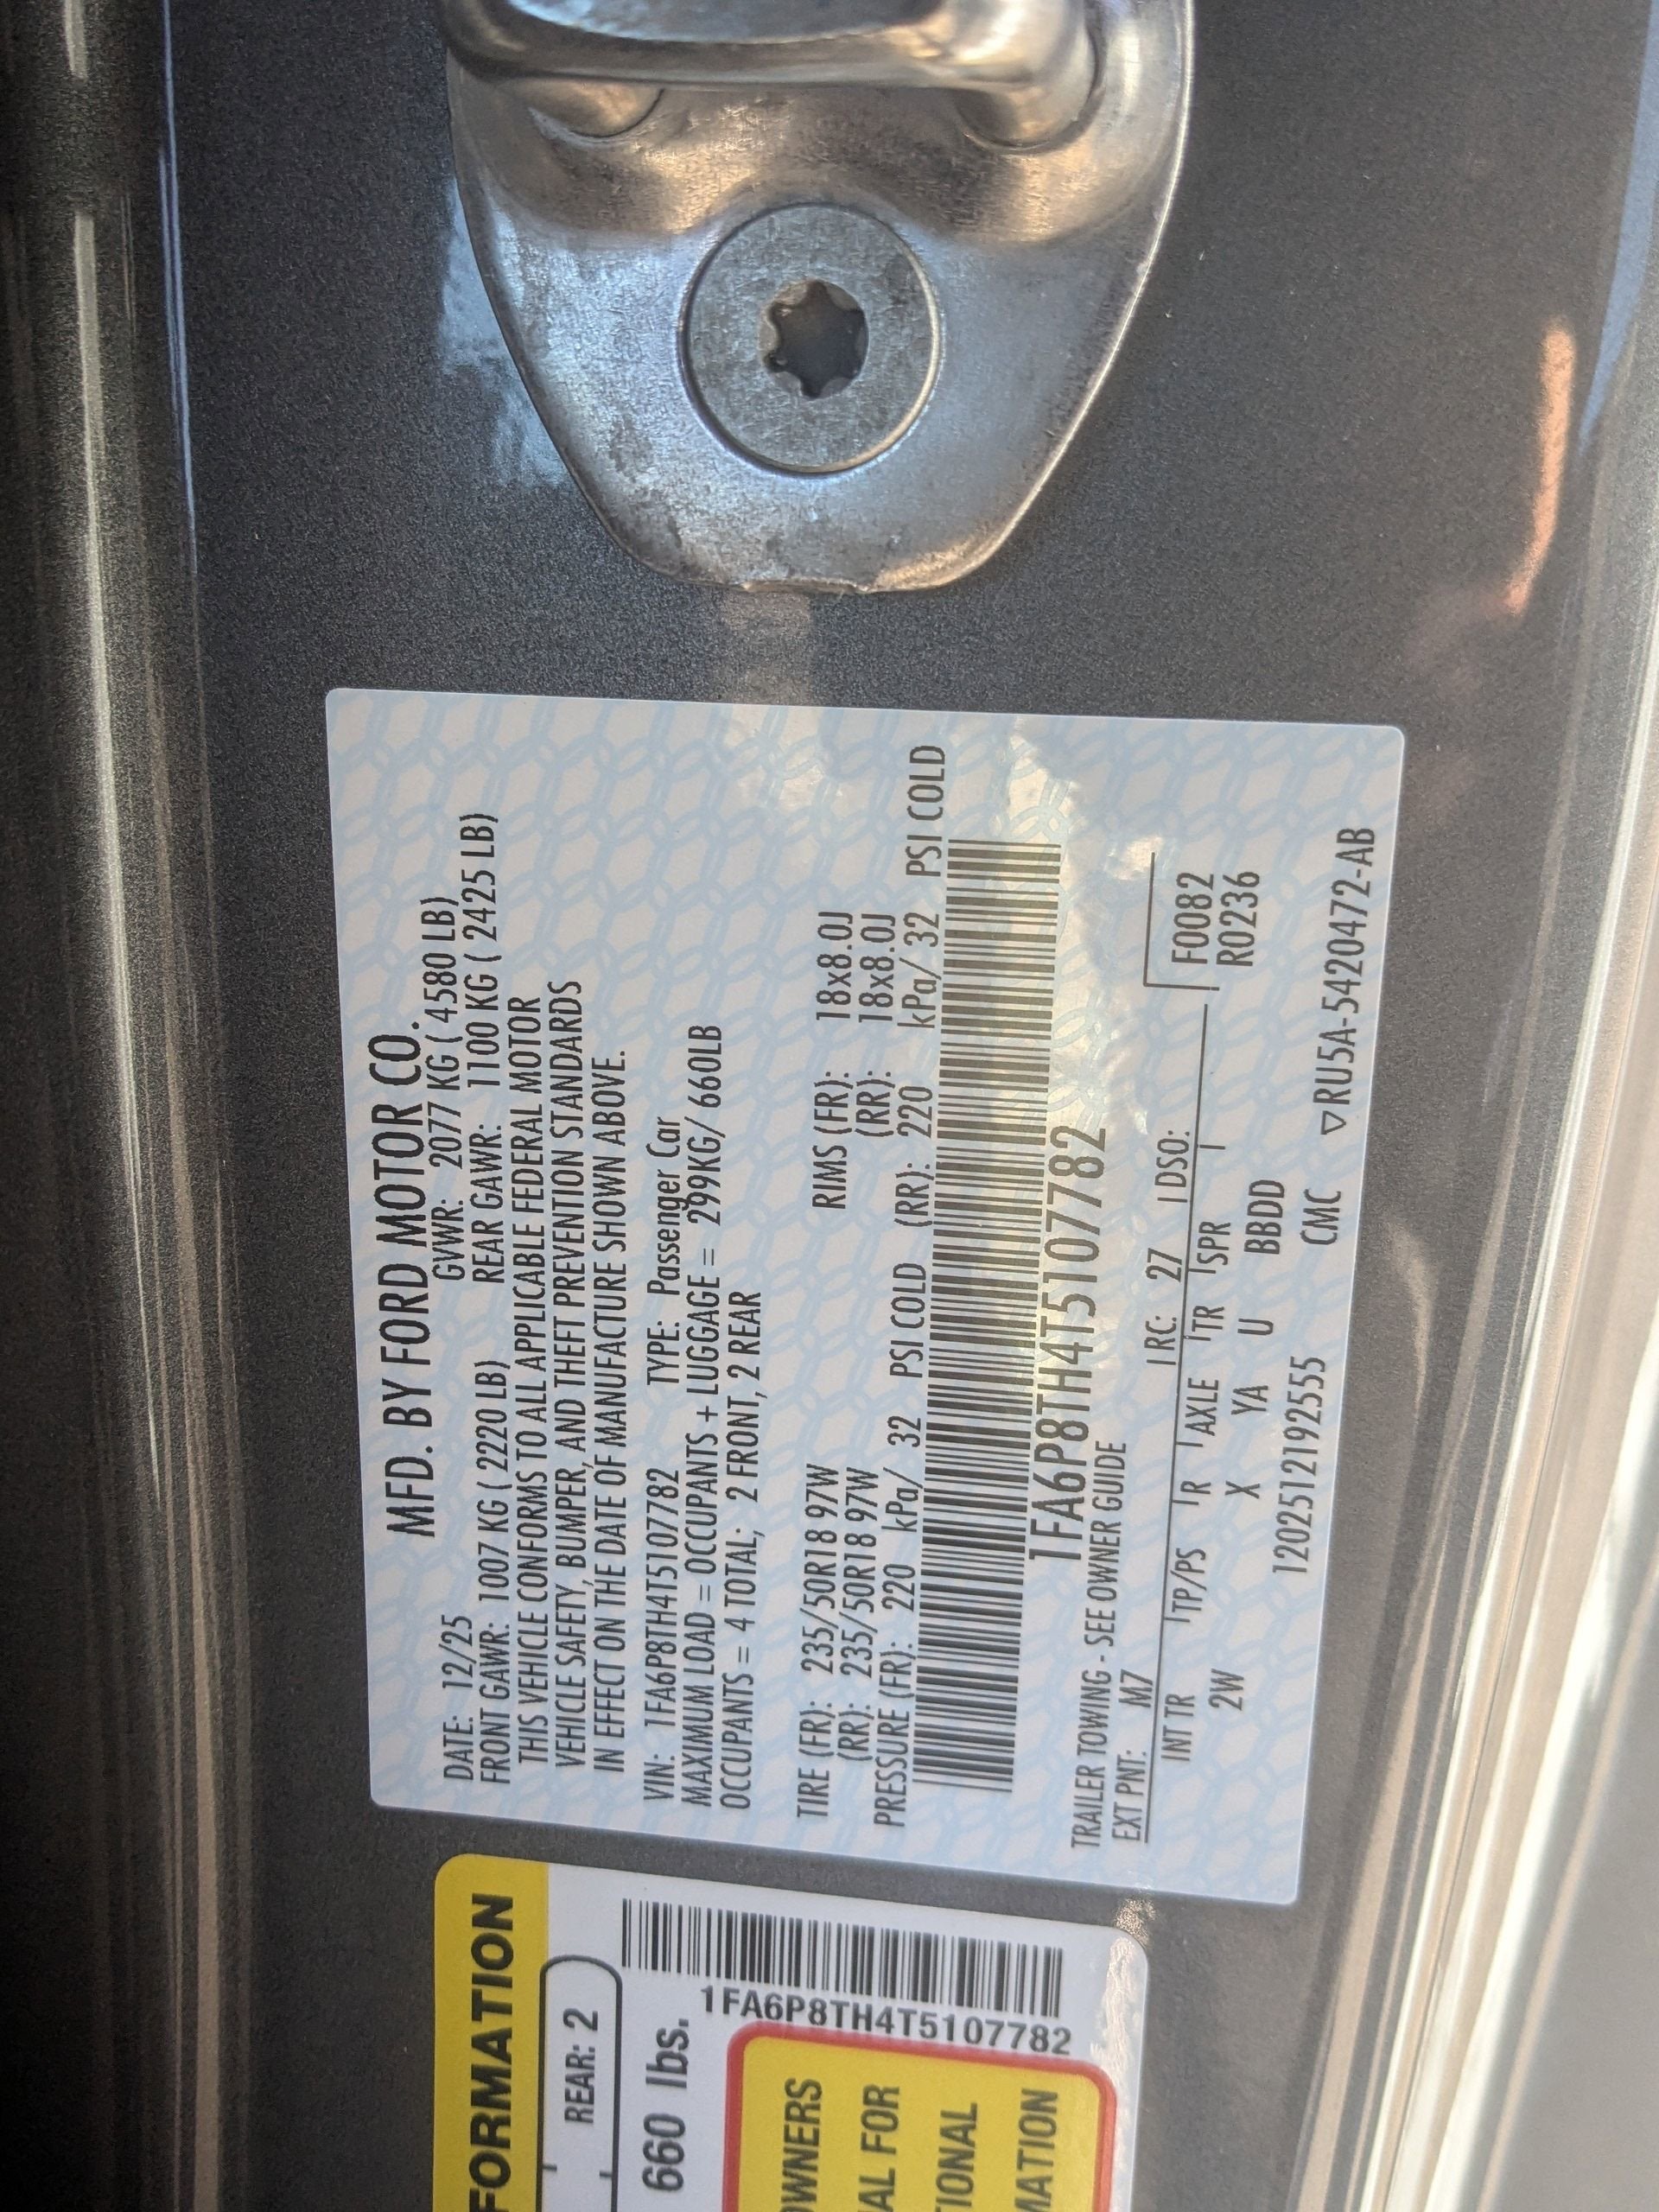 MFD. BY FORD MOTOR CO.
DATE: 12/25 GVWR: 2077 KG ( 4580 LB)
FRONT GAWR: 1007 KG ( 2220 LB) REAR GAWR: 1100 KG ( 2425 LB)
THIS VEHICLE CONFORMS TO ALL APPLICABLE FEDERAL MOTOR
VEHICLE SAFETY, BUMPER, AND THEFT PREVENTION STANDARDS
IN EFFECT ON THE DATE OF MANUFACTURE SHOWN ABOVE.
VIN: 1FA6P8TH4T5107782 TYPE: Passenger Car
MAXIMUM LOAD = OCCUPANTS + LUGGAGE = 299KG/ 660LB
OCCUPANTS = 4 TOTAL; 2 FRONT, 2 REAR
TIRE (FR): 235/50R18 97W RIMS (FR): 18x8.0J
(RR): 235/50R18 97W (RR): 18x8.0J
PRESSURE (FR): 220 kPa/ 32 PSI COLD (RR): 220 kPa/ 32 PSI COLD
1FA6P8TH4T5107782
TRAILER TOWING - SEE OWNER GUIDE
EXT PNT: M7 RC: 27 DSO:
INT TR TP/PS R AXLE TR SPR F0082
2W X YA U BBDD R0236
1202512192555 CMC ▽RU5A-5420472-AB
FORMATION
REAR: 2
660 lbs.
1FA6P8TH4T5107782
OWNERS
AL FOR
IONAL
MATION